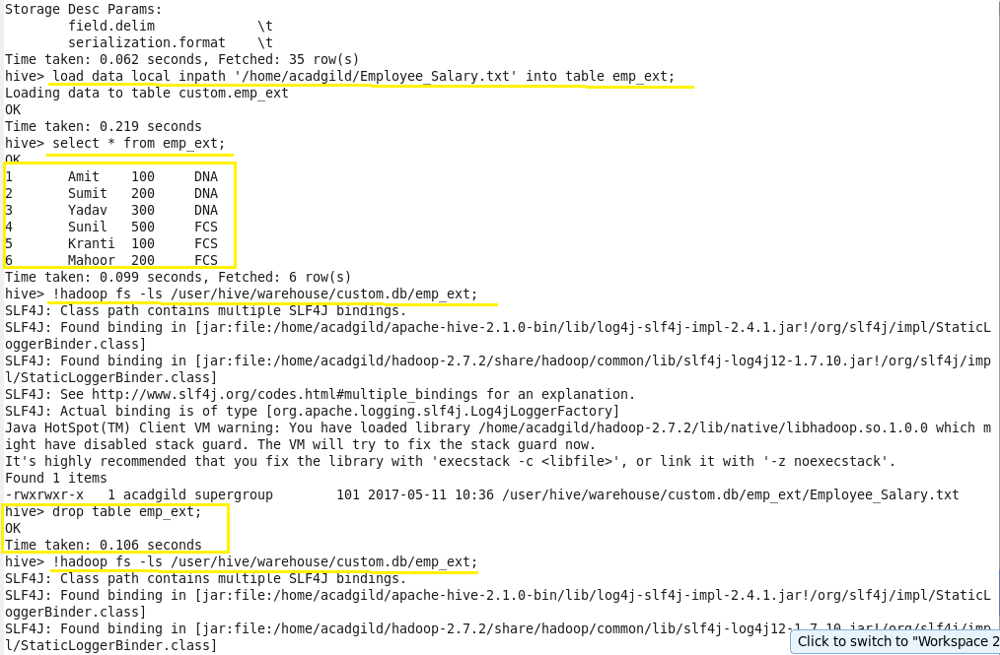 Storage Desc Params:
        field.delim             \t
        serialization.format    \t
Time taken: 0.062 seconds, Fetched: 35 row(s)
hive> load data local inpath '/home/acadgild/Employee_Salary.txt' into table emp_ext;
Loading data to table custom.emp_ext
OK
Time taken: 0.219 seconds
hive> select * from emp_ext;
OK
1       Amit    100     DNA
2       Sumit   200     DNA
3       Yadav   300     DNA
4       Sunil   500     FCS
5       Kranti  100     FCS
6       Mahoor  200     FCS
Time taken: 0.099 seconds, Fetched: 6 row(s)
hive> !hadoop fs -ls /user/hive/warehouse/custom.db/emp_ext;
SLF4J: Class path contains multiple SLF4J bindings.
SLF4J: Found binding in [jar:file:/home/acadgild/apache-hive-2.1.0-bin/lib/log4j-slf4j-impl-2.4.1.jar!/org/slf4j/impl/StaticL
oggerBinder.class]
SLF4J: Found binding in [jar:file:/home/acadgild/hadoop-2.7.2/share/hadoop/common/lib/slf4j-log4j12-1.7.10.jar!/org/slf4j/imp
l/StaticLoggerBinder.class]
SLF4J: See http://www.slf4j.org/codes.html#multiple_bindings for an explanation.
SLF4J: Actual binding is of type [org.apache.logging.slf4j.Log4jLoggerFactory]
Java HotSpot(TM) Client VM warning: You have loaded library /home/acadgild/hadoop-2.7.2/lib/native/libhadoop.so.1.0.0 which m
ight have disabled stack guard. The VM will try to fix the stack guard now.
It's highly recommended that you fix the library with 'execstack -c <libfile>', or link it with '-z noexecstack'.
Found 1 items
-rwxrwxr-x   1 acadgild supergroup        101 2017-05-11 10:36 /user/hive/warehouse/custom.db/emp_ext/Employee_Salary.txt
hive> drop table emp_ext;
OK
Time taken: 0.106 seconds
hive> !hadoop fs -ls /user/hive/warehouse/custom.db/emp_ext;
SLF4J: Class path contains multiple SLF4J bindings.
SLF4J: Found binding in [jar:file:/home/acadgild/apache-hive-2.1.0-bin/lib/log4j-slf4j-impl-2.4.1.jar!/org/slf4j/impl/StaticL
oggerBinder.class]
SLF4J: Found binding in [jar:file:/home/acadgild/hadoop-2.7.2/share/hadoop/common/lib/slf4j-log4j12-1.7.10.jar!/org/slf4j/imp
l/StaticLoggerBinder.class]
Click to switch to "Workspace 2